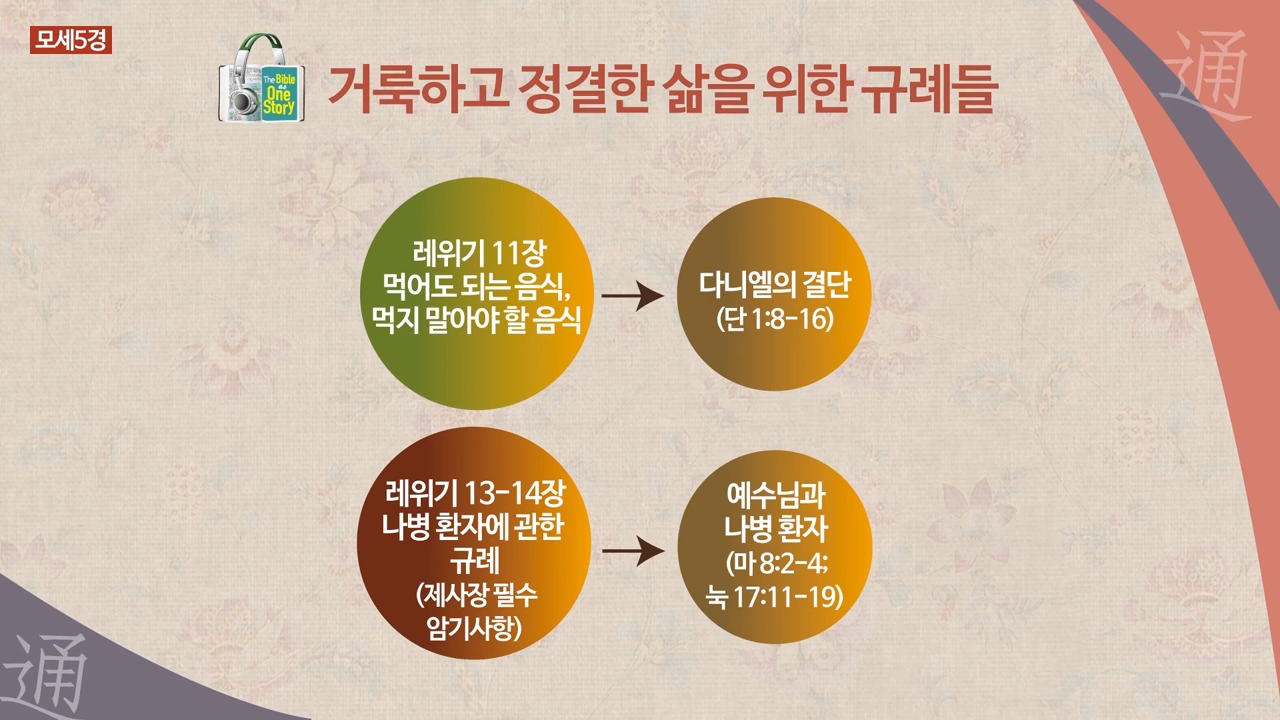 모세5경
The Bible
as
One
Story
거룩하고 정결한 삶을 위한 규례들
通
레위기 11장
먹어도 되는 음식,
먹지 말아야 할 음식
다니엘의 결단
(단 1:8-16)
레위기 13-14장
나병 환자에 관한
규례
(제사장 필수
암기사항)
예수님과
나병 환자
(마 8:2-4;
눅 17:11-19)
通